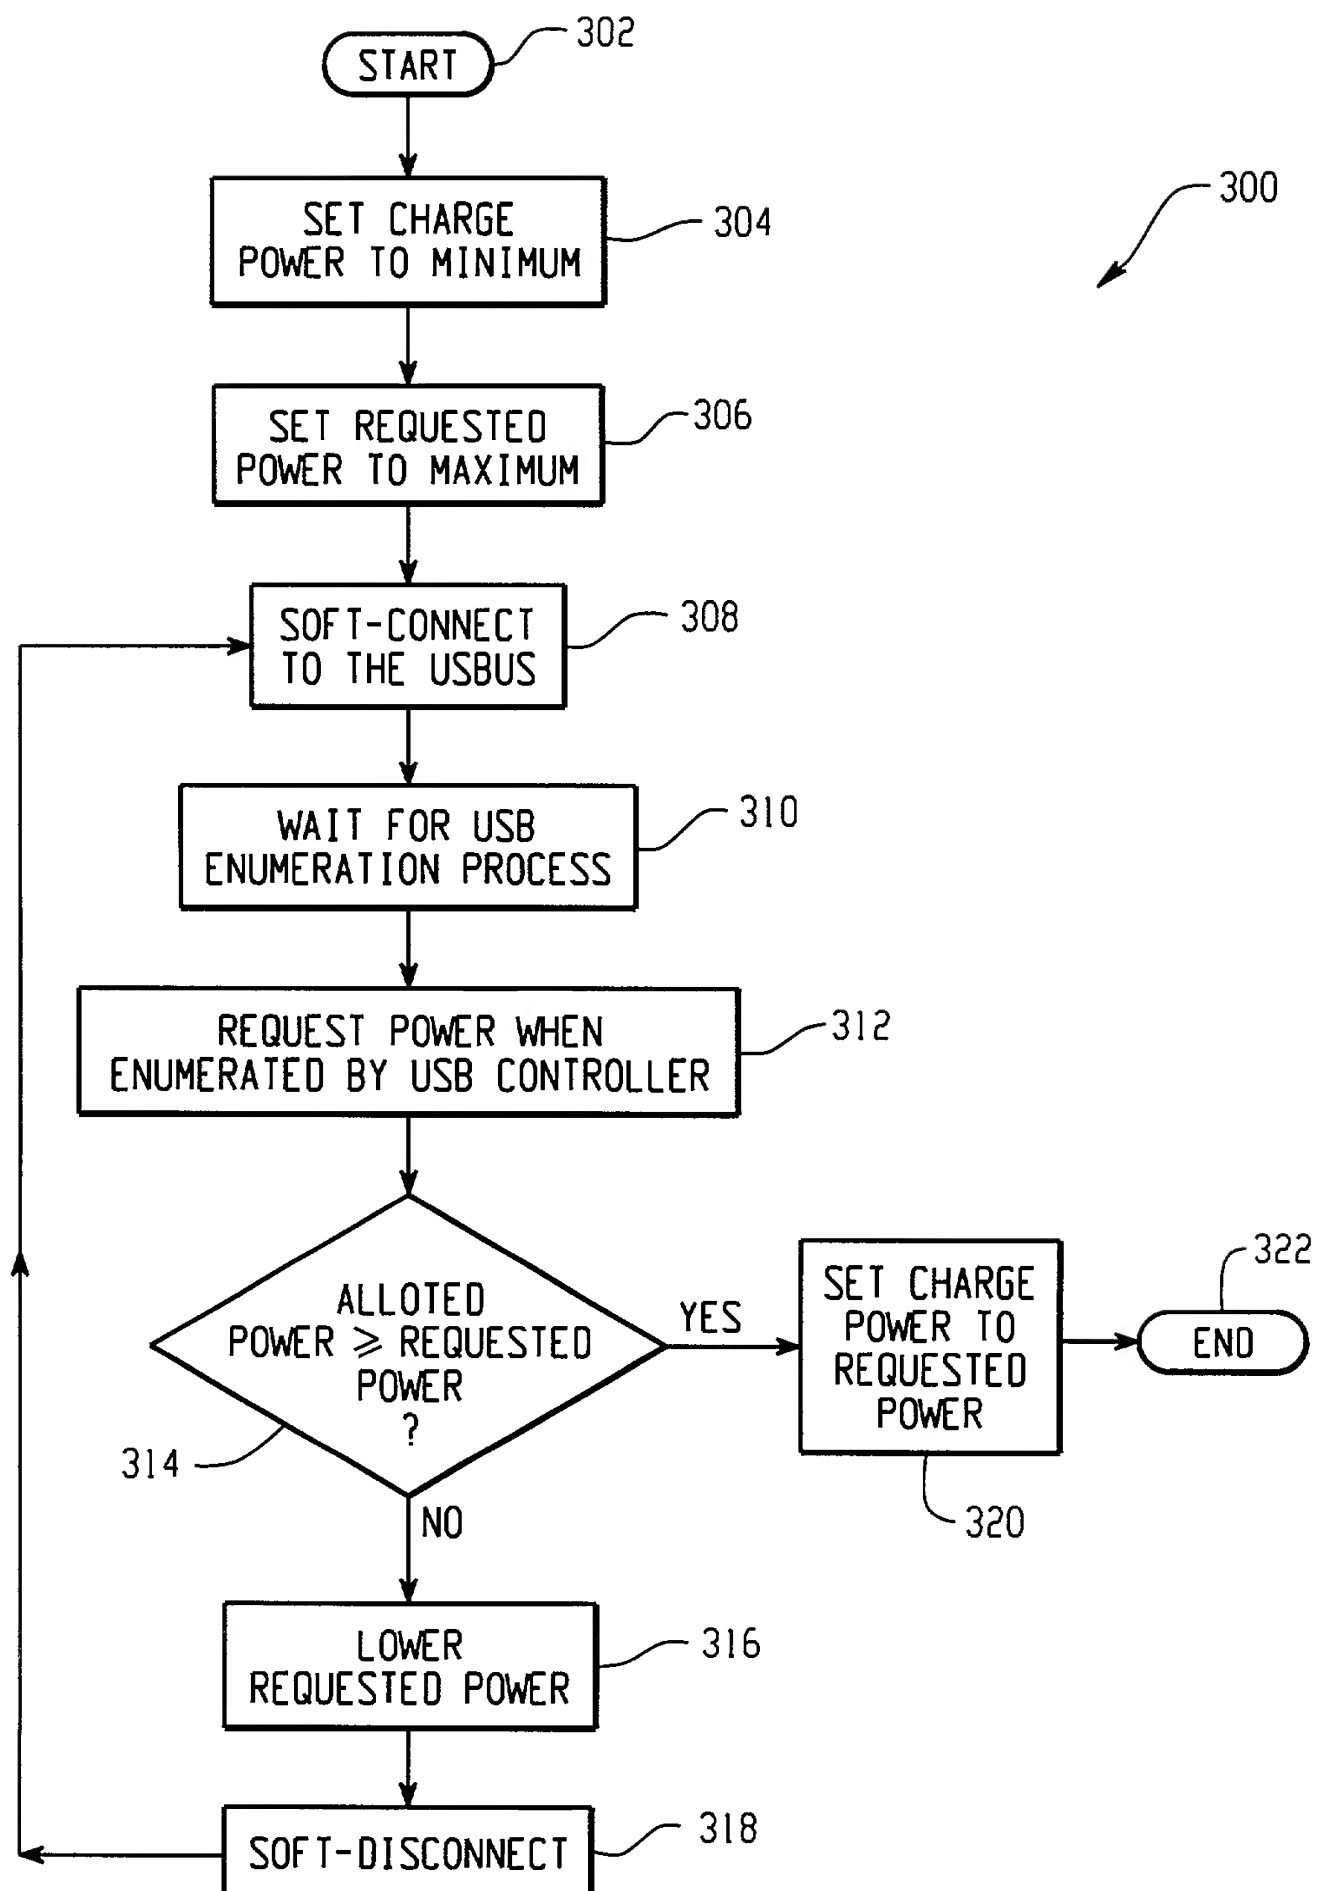 START
302
SET CHARGE
POWER TO MINIMUM
304
300
SET REQUESTED
POWER TO MAXIMUM
306
SOFT-CONNECT
TO THE USBUS
308
WAIT FOR USB
ENUMERATION PROCESS
310
REQUEST POWER WHEN
ENUMERATED BY USB CONTROLLER
312
ALLOTED
POWER ⩾ REQUESTED
POWER
?
314
YES
SET CHARGE
POWER TO
REQUESTED
POWER
320
322
END
NO
LOWER
REQUESTED POWER
316
SOFT-DISCONNECT
318